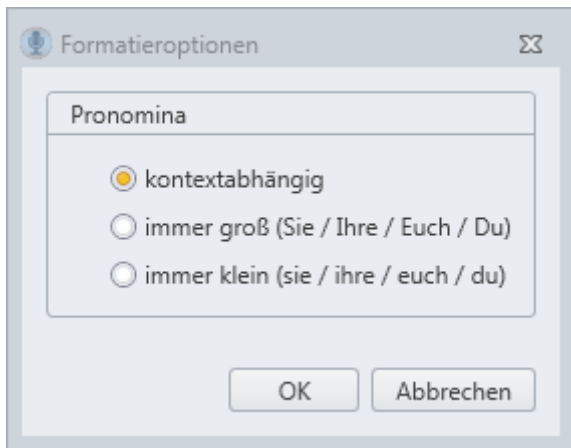 Formatieroptionen
Pronomina
kontextabhängig
immer groß (Sie / Ihre / Euch / Du)
immer klein (sie / ihre / euch / du)
OK
Abbrechen